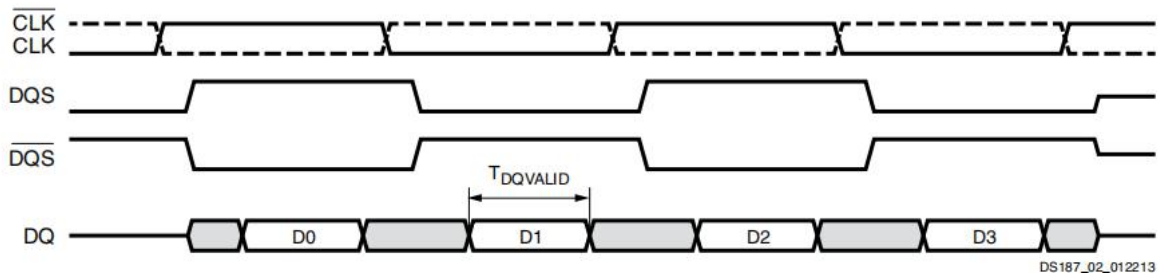 CLK
CLK
DQS
DQS
TDQVALID
DQ
D0
D1
D2
D3
DS187_02_012213